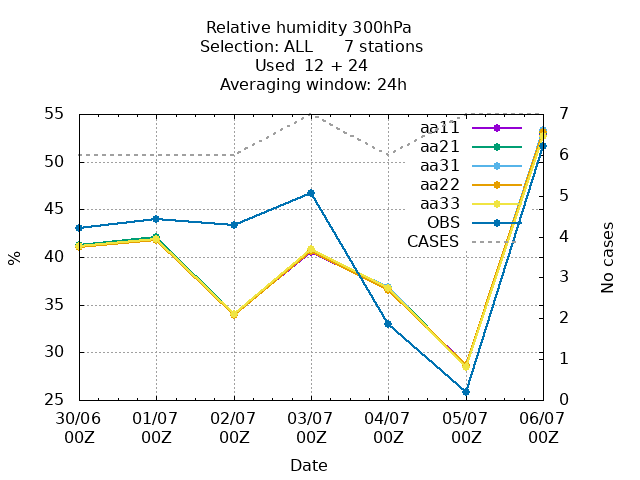 Relative humidity 300hPa
Selection: ALL 7 stations
Used 12 + 24
Averaging window: 24h
55
50
45
40
35
30
25
%
7
6
5
4
3
2
1
0
No cases
aa11
aa21
aa31
aa22
aa33
OBS
CASES
30/06 01/07 02/07 03/07 04/07 05/07 06/07
00Z 00Z 00Z 00Z 00Z 00Z 00Z
Date